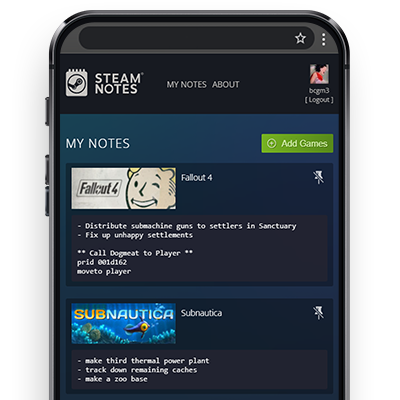 STEAM
NOTES
MY NOTES ABOUT
bcgm3
[ Logout ]
MY NOTES
Add Games
Fallout 4
Fallout 4
- Distribute submachine guns to settlers in Sanctuary
- Fix up unhappy settlements
** Call Dogmeat to Player **
prid 001d162
moveto player
SUBNAUTICA
Subnautica
- make third thermal power plant
- track down remaining caches
- make a zoo base